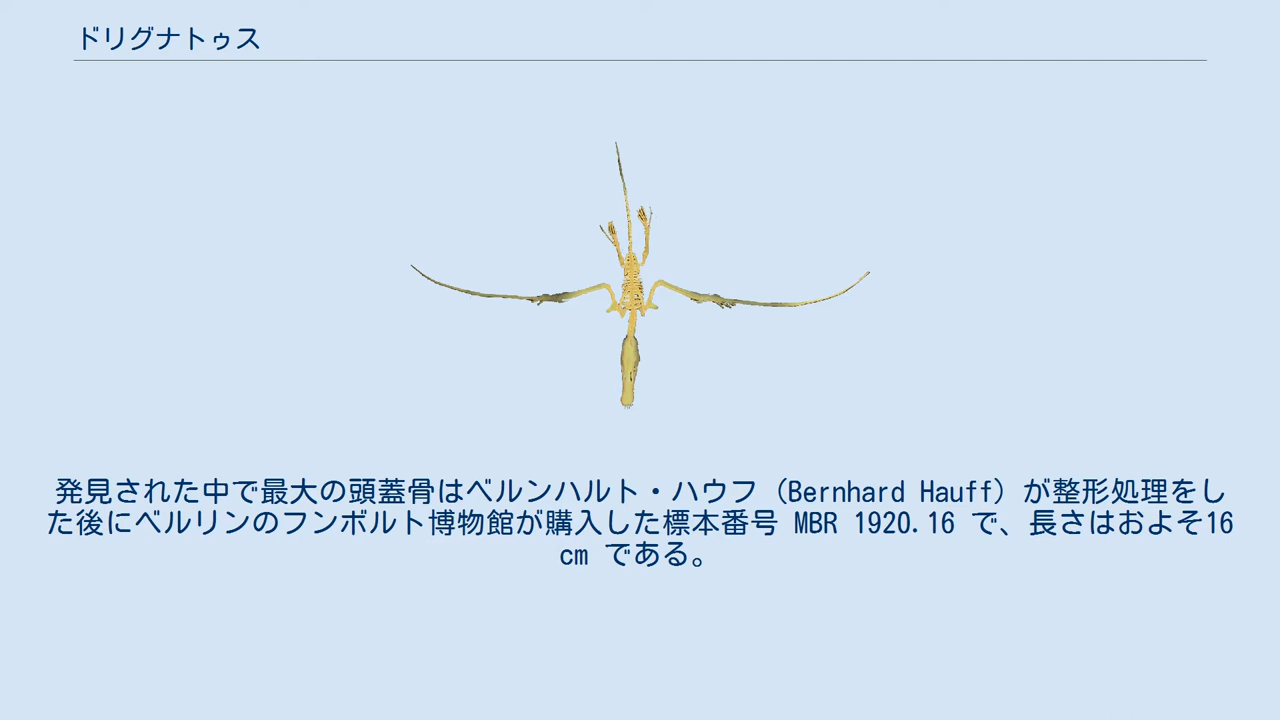 ドリグナトゥス
発見された中で最大の頭蓋骨はベルンハルト・ハウフ (Bernhard Hauff) が整形処理をし
た後にベルリンのフンボルト博物館が購入した標本番号 MBR 1920.16 で、長さはおよそ16
cm である。